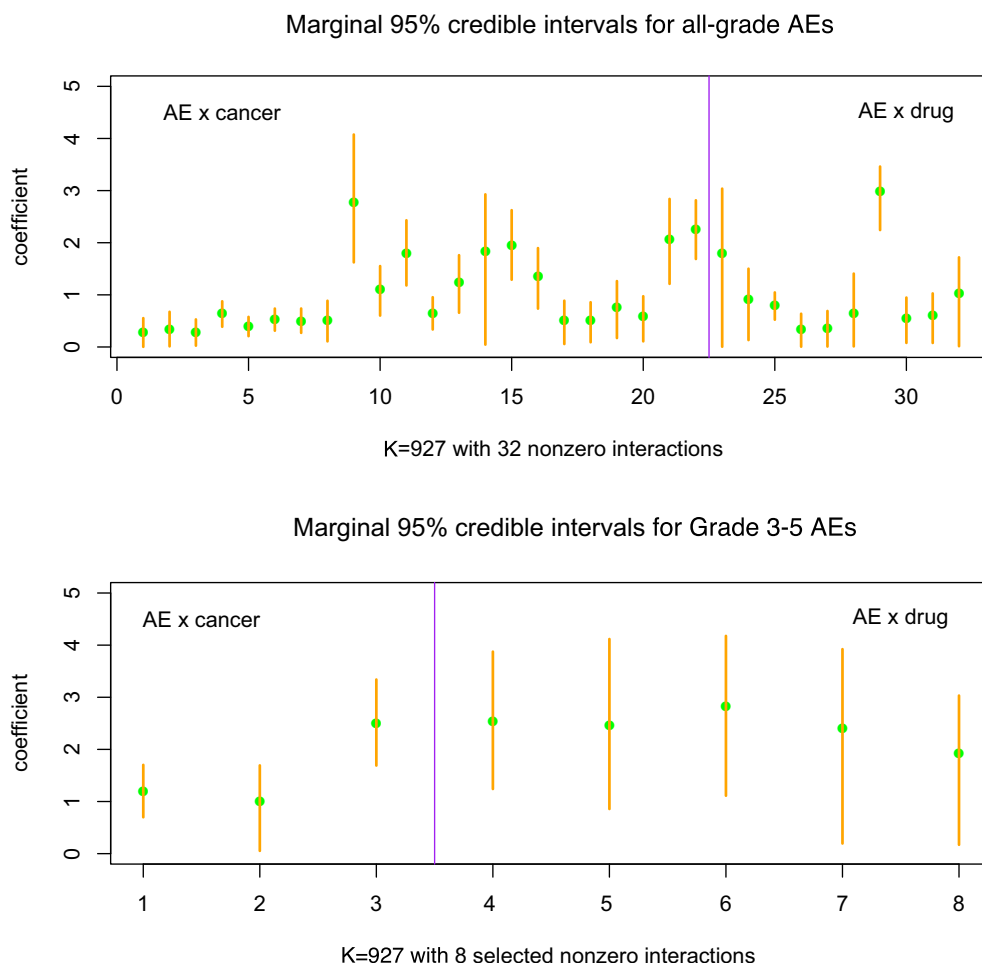 Marginal 95% credible intervals for all-grade AEs
AE x cancer
AE x drug
coefficient
5
4
3
2
1
0
0 5 10 15 20 25 30
K=927 with 32 nonzero interactions
Marginal 95% credible intervals for Grade 3-5 AEs
AE x cancer
AE x drug
coefficient
5
4
3
2
1
0
1 2 3 4 5 6 7 8
K=927 with 8 selected nonzero interactions